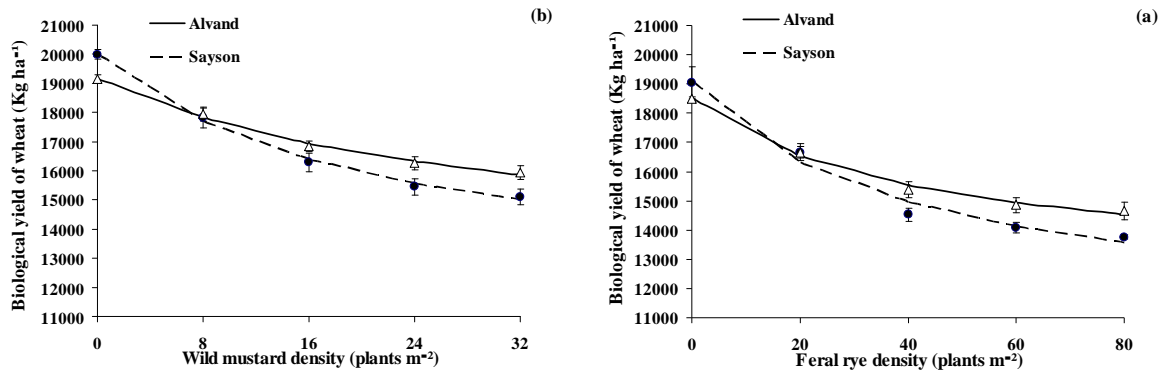 (b)
Alvand
Sayson
Biological yield of wheat (Kg ha⁻¹)
21000
20000
19000
18000
17000
16000
15000
14000
13000
12000
11000
0 8 16 24 32
Wild mustard density (plants m⁻²)
(a)
Alvand
Sayson
Biological yield of wheat (Kg ha⁻¹)
21000
20000
19000
18000
17000
16000
15000
14000
13000
12000
11000
0 20 40 60 80
Feral rye density (plants m⁻²)